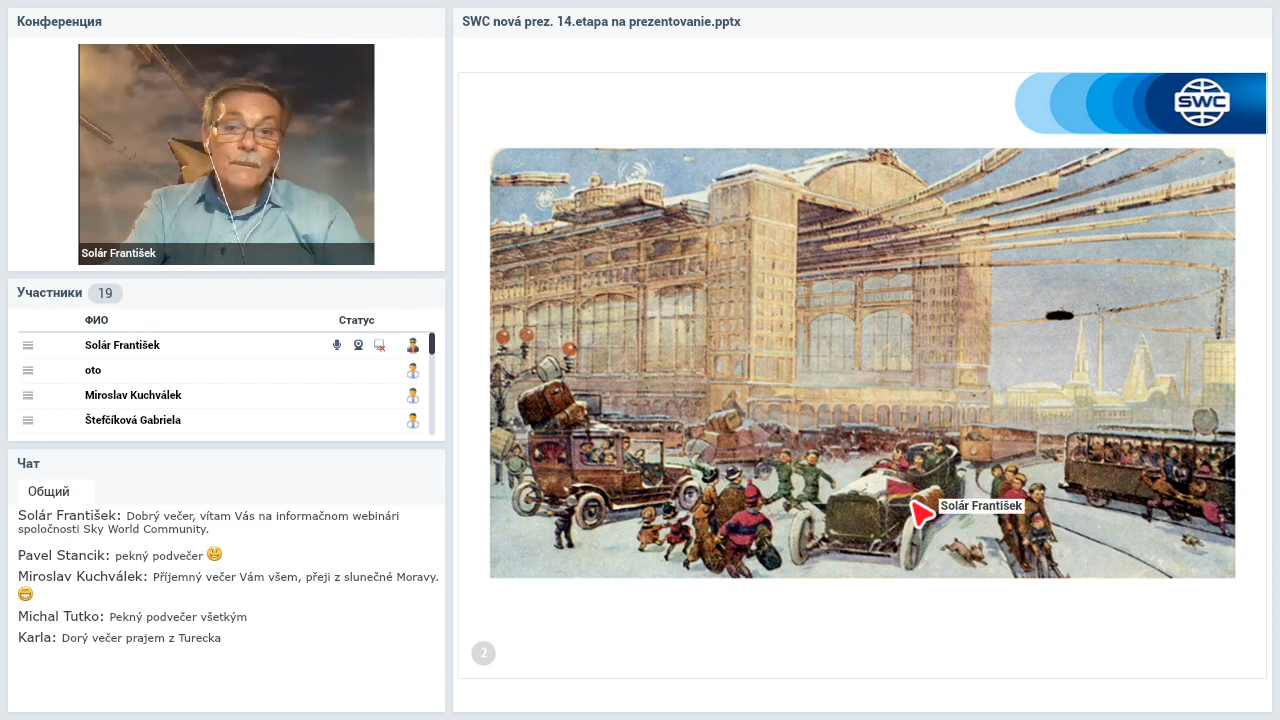 Конференция
Solár František
Участники 19
ФИО Статус
Solár František
oto
Miroslav Kuchválek
Štefčíková Gabriela
Чат
Общий
Solár František: Dobrý večer, vítam Vás na informačnom webinári
spoločnosti Sky World Community.
Pavel Stancik: pekný podvečer
Miroslav Kuchválek: Příjemný večer Vám všem, přeji z slunečné Moravy.
Michal Tutko: Pekný podvečer všetkým
Karla: Dorý večer prajem z Turecka
SWC nová prez. 14.etapa na prezentovanie.pptx
SWC
Solár František
2